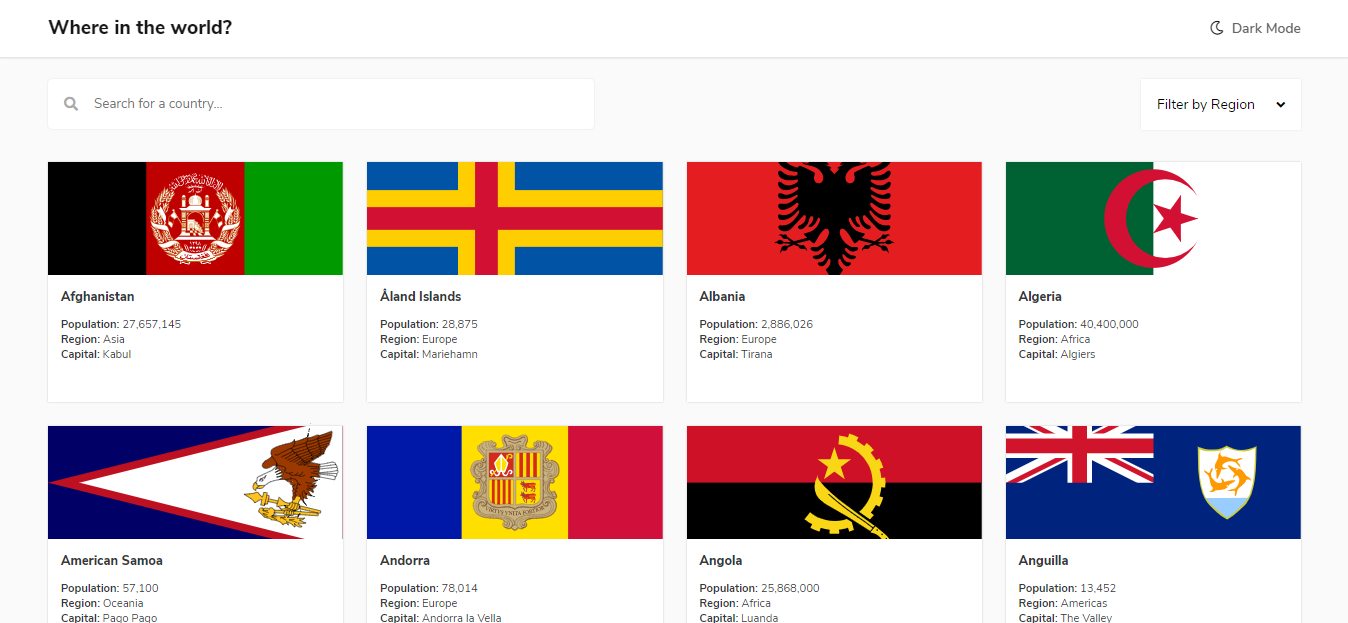 Where in the world?
Dark Mode
Search for a country...
Filter by Region
Afghanistan
Population: 27,657,145
Region: Asia
Capital: Kabul
Åland Islands
Population: 28,875
Region: Europe
Capital: Mariehamn
Albania
Population: 2,886,026
Region: Europe
Capital: Tirana
Algeria
Population: 40,400,000
Region: Africa
Capital: Algiers
American Samoa
Population: 57,100
Region: Oceania
Capital: Pago Pago
VIRTVS VNITA FORTIOR
Andorra
Population: 78,014
Region: Europe
Capital: Andorra la Vella
Angola
Population: 25,868,000
Region: Africa
Capital: Luanda
Anguilla
Population: 13,452
Region: Americas
Capital: The Valley